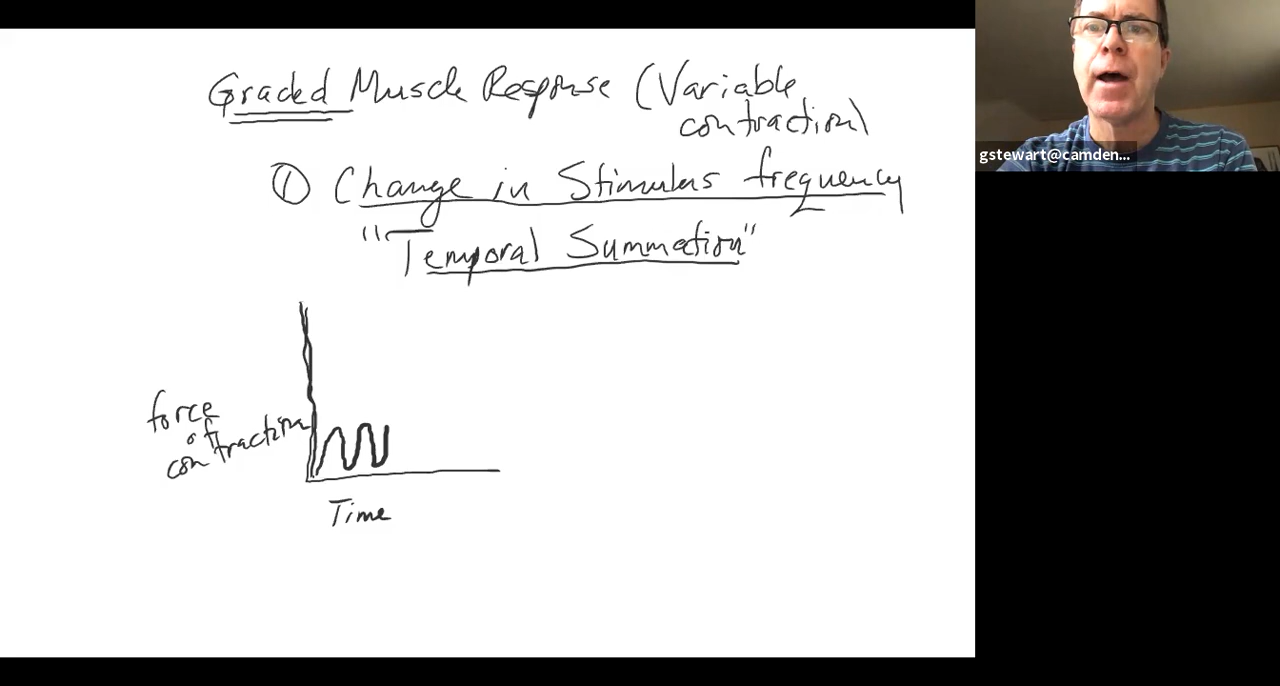 Graded Muscle Response (Variable
contraction)
① Change in Stimulus frequency
"Temporal Summation"
force
of
contraction
Time
gstewart@camden...